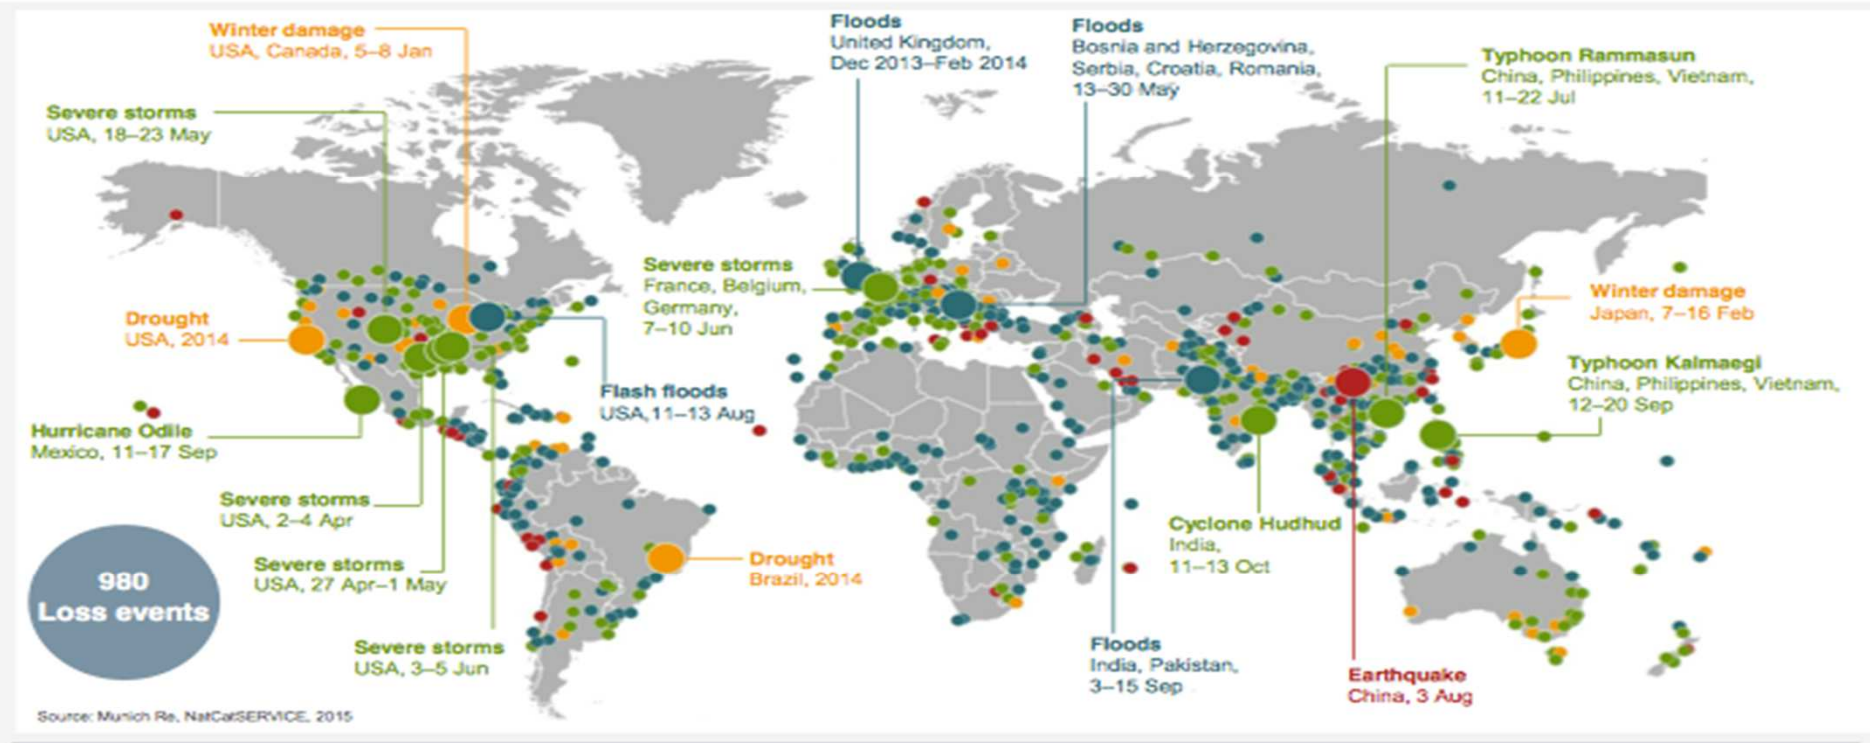 Winter damage
USA, Canada, 5–8 Jan
Severe storms
USA, 18–23 May
Floods
United Kingdom,
Dec 2013–Feb 2014
Floods
Bosnia and Herzegovina,
Serbia, Croatia, Romania,
13–30 May
Typhoon Rammasun
China, Philippines, Vietnam,
11–22 Jul
Severe storms
France, Belgium,
Germany,
7–10 Jun
Drought
USA, 2014
Winter damage
Japan, 7–16 Feb
Typhoon Kalmaegi
China, Philippines, Vietnam,
12–20 Sep
Flash floods
USA, 11–13 Aug
Hurricane Odile
Mexico, 11–17 Sep
Severe storms
USA, 2–4 Apr
Severe storms
USA, 27 Apr–1 May
Drought
Brazil, 2014
Cyclone Hudhud
India,
11–13 Oct
980
Loss events
Severe storms
USA, 3–5 Jun
Floods
India, Pakistan,
3–15 Sep
Earthquake
China, 3 Aug
Source: Munich Re, NatCatSERVICE, 2015